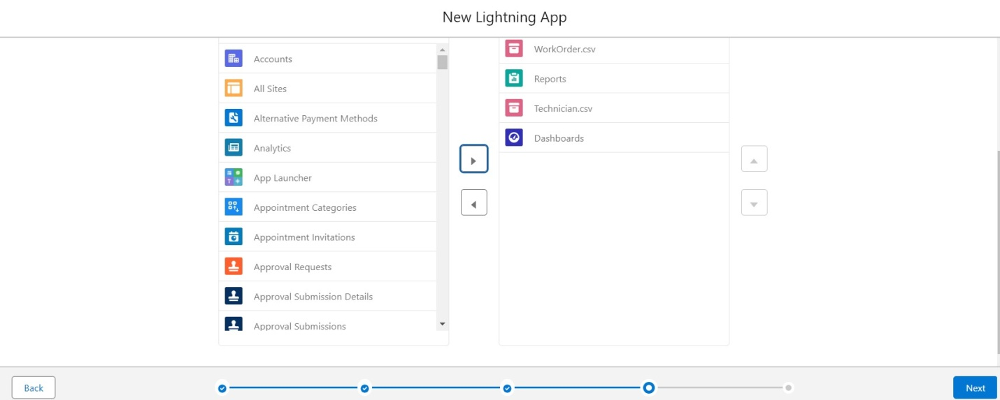 New Lightning App
Accounts
All Sites
Alternative Payment Methods
Analytics
App Launcher
Appointment Categories
Appointment Invitations
Approval Requests
Approval Submission Details
Approval Submissions
WorkOrder.csv
Reports
Technician.csv
Dashboards
Back
Next